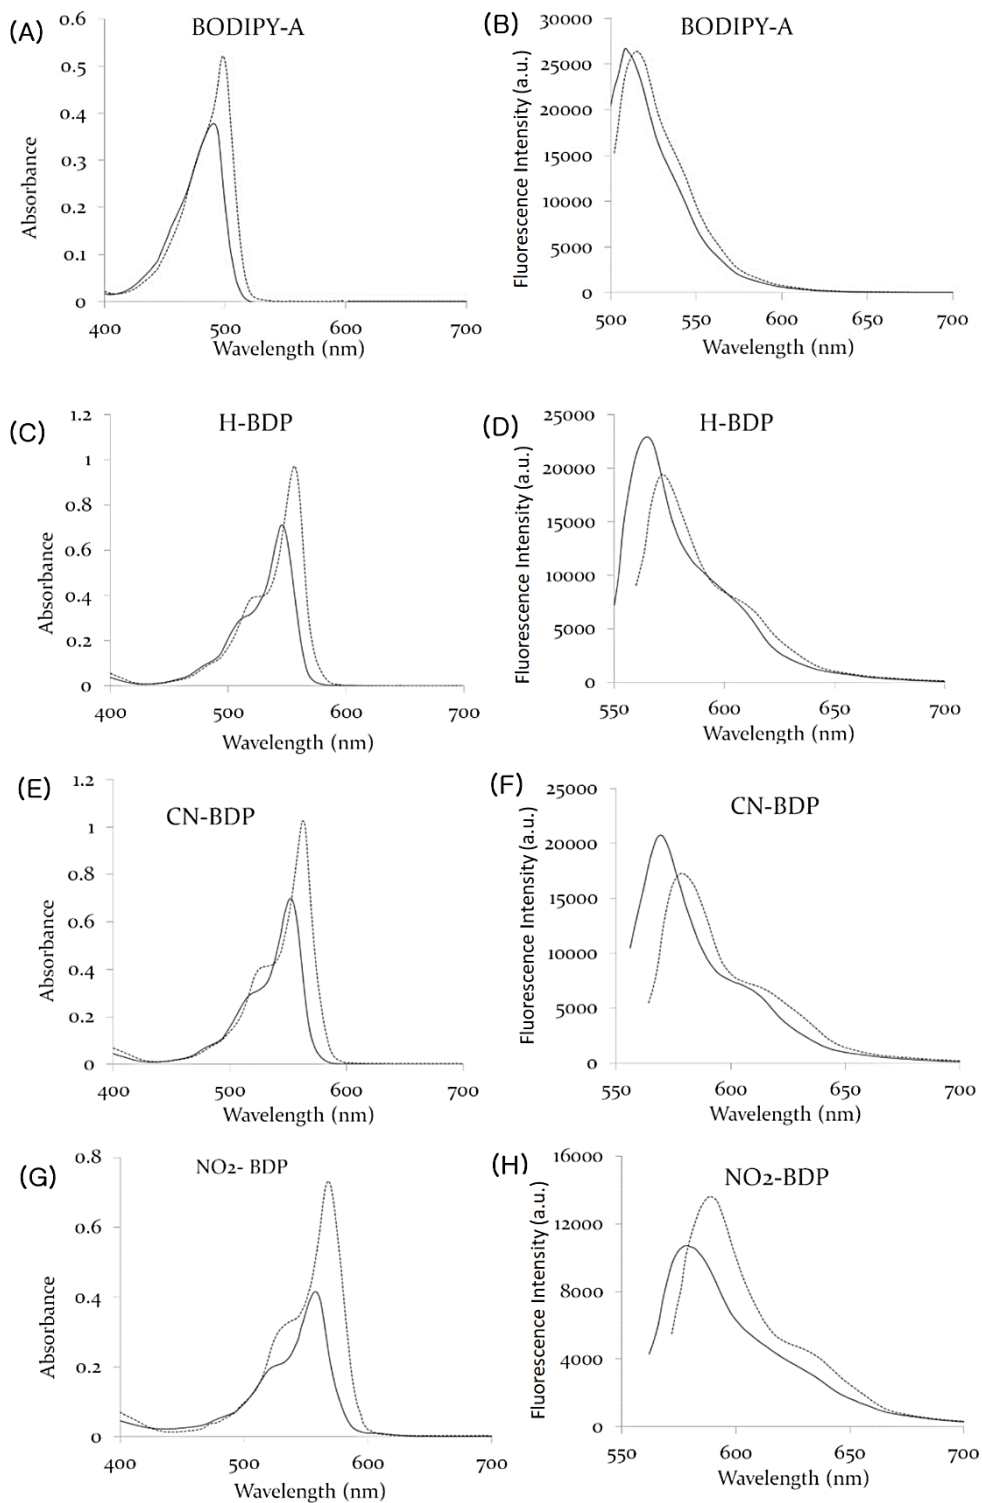 (A)
BODIPY-A
0.6
0.5
0.4
0.3
0.2
0.1
0
Absorbance
400 500 600 700
Wavelength (nm)
(B)
BODIPY-A
30000
25000
20000
15000
10000
5000
0
Fluorescence Intensity (a.u.)
500 550 600 650 700
Wavelength (nm)
(C)
H-BDP
1.2
1
0.8
0.6
0.4
0.2
0
Absorbance
400 500 600 700
Wavelength (nm)
(D)
H-BDP
25000
20000
15000
10000
5000
0
Fluorescence Intensity (a.u.)
550 600 650 700
Wavelength (nm)
(E)
CN-BDP
1.2
1
0.8
0.6
0.4
0.2
0
Absorbance
400 500 600 700
Wavelength (nm)
(F)
CN-BDP
25000
20000
15000
10000
5000
0
Fluorescence Intensity (a.u.)
550 600 650 700
Wavelength (nm)
(G)
NO2- BDP
0.8
0.6
0.4
0.2
0
Absorbance
400 500 600 700
Wavelength (nm)
(H)
NO2-BDP
16000
12000
8000
4000
0
Fluorescence Intensity (a.u.)
550 600 650 700
Wavelength (nm)